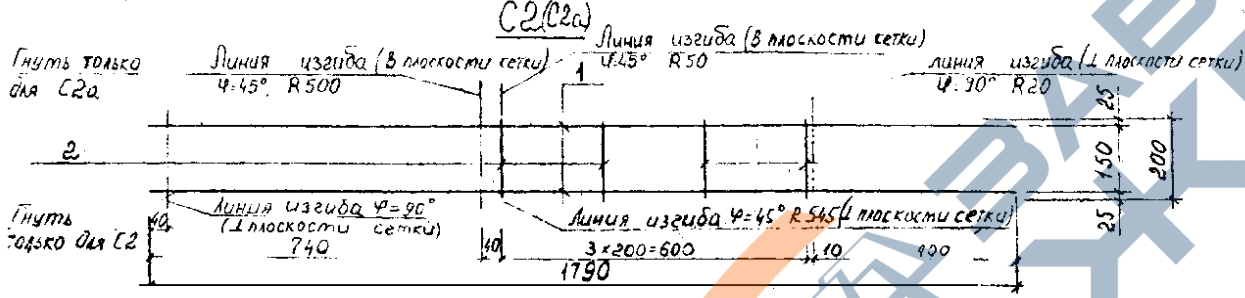 С2(С2а)
Гнуть только
для С2а
Линия изгиба (в плоскости сетки)
Ψ=45° R500
Линия изгиба (в плоскости сетки)
Ψ=45° R50
1
линия изгиба (⊥ плоскости сетки)
Ψ=90° R20
2
25
150
25
200
Гнуть
только для С2
40
Линия изгиба Ψ=90°
(⊥ плоскости сетки)
740
40
Линия изгиба Ψ=45° R545 (⊥ плоскости сетки)
3×200=600
10
400
1790